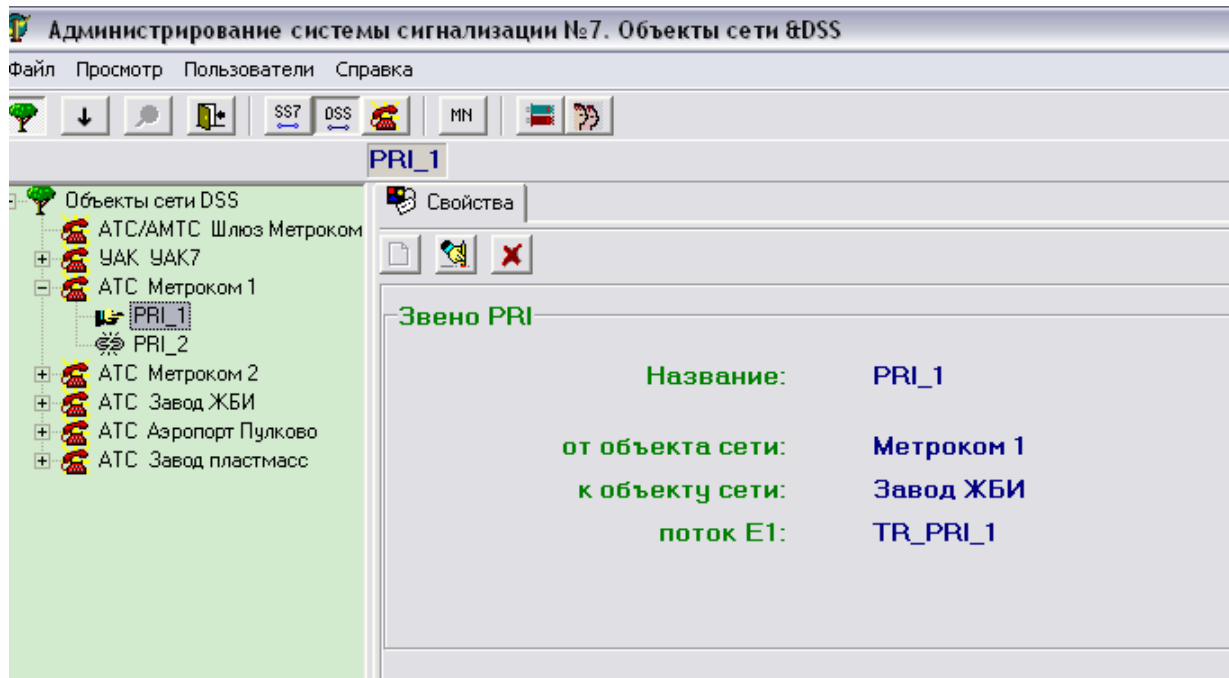 Администрирование системы сигнализации №7. Объекты сети &DSS
Файл Просмотр Пользователи Справка
SS7 DSS MN
PRI_1
Объекты сети DSS
АТС/АМТС Шлюз Метроком
УАК УАК7
АТС Метроком 1
PRI_1
PRI_2
АТС Метроком 2
АТС Завод ЖБИ
АТС Аэропорт Пулково
АТС Завод пластмасс
Свойства
Звено PRI
Название: PRI_1
от объекта сети: Метроком 1
к объекту сети: Завод ЖБИ
поток E1: TR_PRI_1